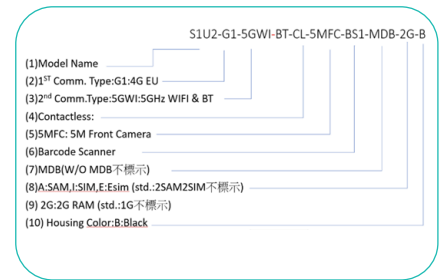 S1U2-G1-5GWI-BT-CL-5MFC-BS1-MDB-2G-B
(1)Model Name
(2)1ST Comm. Type:G1:4G EU
(3)2nd Comm.Type:5GWI:5GHz WIFI & BT
(4)Contactless:
(5)5MFC: 5M Front Camera
(6)Barcode Scanner
(7)MDB(W/O MDB不標示)
(8)A:SAM,I:SIM,E:Esim (std.:2SAM2SIM不標示)
(9) 2G:2G RAM (std.:1G不標示)
(10) Housing Color:B:Black